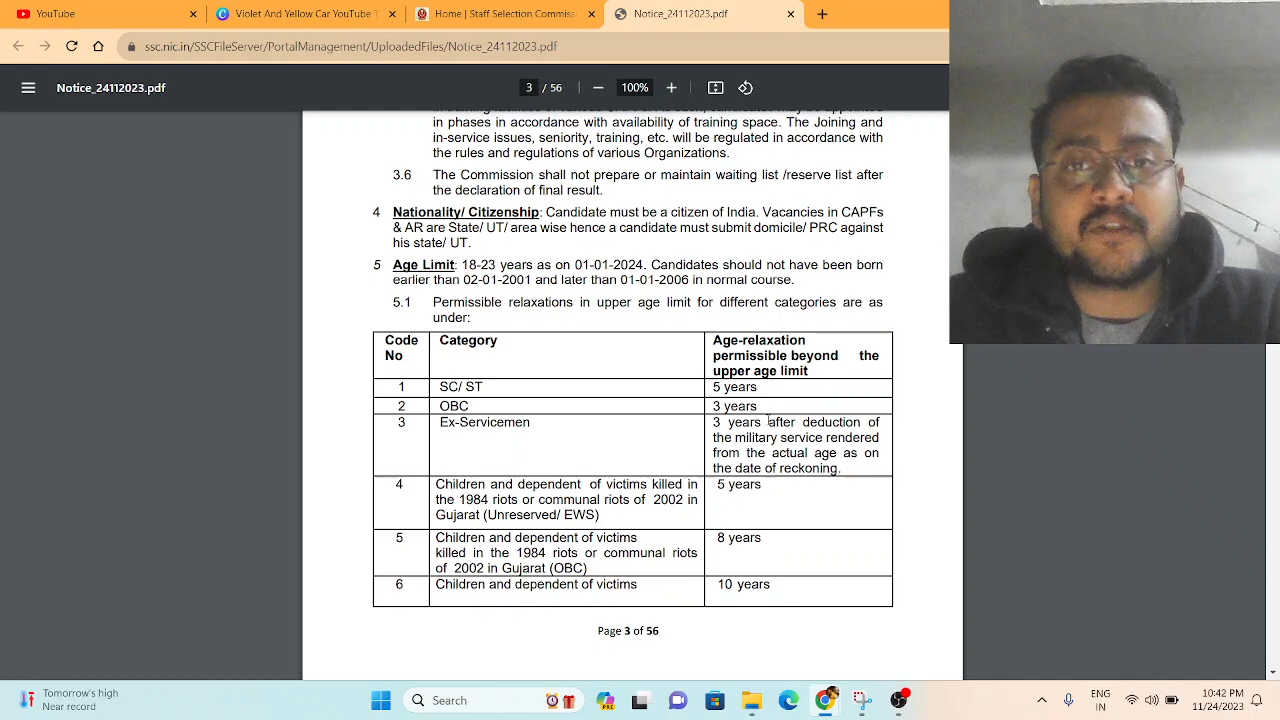 YouTube
Violet And Yellow Car YouTube T
Home | Staff Selection Commiss
Notice_24112023.pdf
ssc.nic.in/SSCFileServer/PortalManagement/UploadedFiles/Notice_24112023.pdf
Notice_24112023.pdf
3 / 56
100%
in phases in accordance with availability of training space. The Joining and
in-service issues, seniority, training, etc. will be regulated in accordance with
the rules and regulations of various Organizations.
3.6 The Commission shall not prepare or maintain waiting list /reserve list after
the declaration of final result.
4 Nationality/ Citizenship: Candidate must be a citizen of India. Vacancies in CAPFs
& AR are State/ UT/ area wise hence a candidate must submit domicile/ PRC against
his state/ UT.
5 Age Limit: 18-23 years as on 01-01-2024. Candidates should not have been born
earlier than 02-01-2001 and later than 01-01-2006 in normal course.
5.1 Permissible relaxations in upper age limit for different categories are as
under:
Code No Category Age-relaxation permissible beyond the upper age limit
1 SC/ ST 5 years
2 OBC 3 years
3 Ex-Servicemen 3 years after deduction of
the military service rendered
from the actual age as on
the date of reckoning.
4 Children and dependent of victims killed in 5 years
the 1984 riots or communal riots of 2002 in
Gujarat (Unreserved/ EWS)
5 Children and dependent of victims 8 years
killed in the 1984 riots or communal riots
of 2002 in Gujarat (OBC)
6 Children and dependent of victims 10 years
Page 3 of 56
Tomorrow's high
Near record
Search
PRE
ENG
IN
10:42 PM
11/24/2023